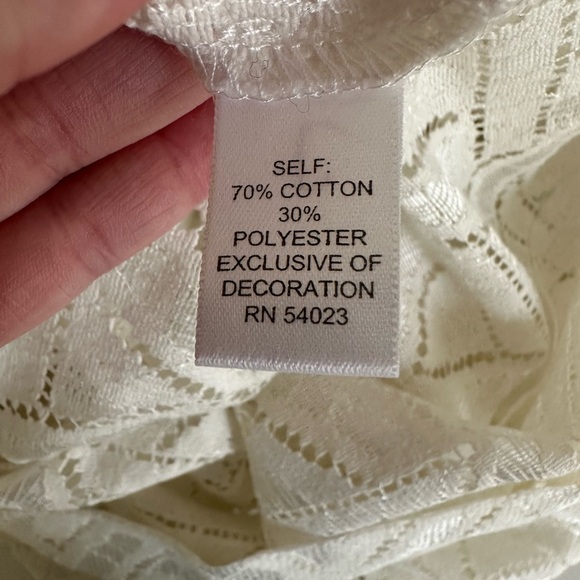 SELF:
70% COTTON
30%
POLYESTER
EXCLUSIVE OF
DECORATION
RN 54023